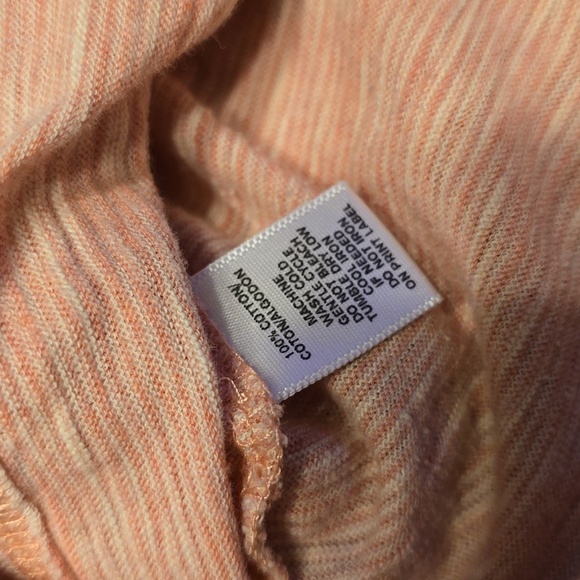 100% COTTON/
COTON/ALGODON
MACHINE
WASH COLD
GENTLE CYCLE
DO NOT BLEACH
TUMBLE DRY LOW
COOL IRON
IF NEEDED
DO NOT IRON
ON PRINT LABEL